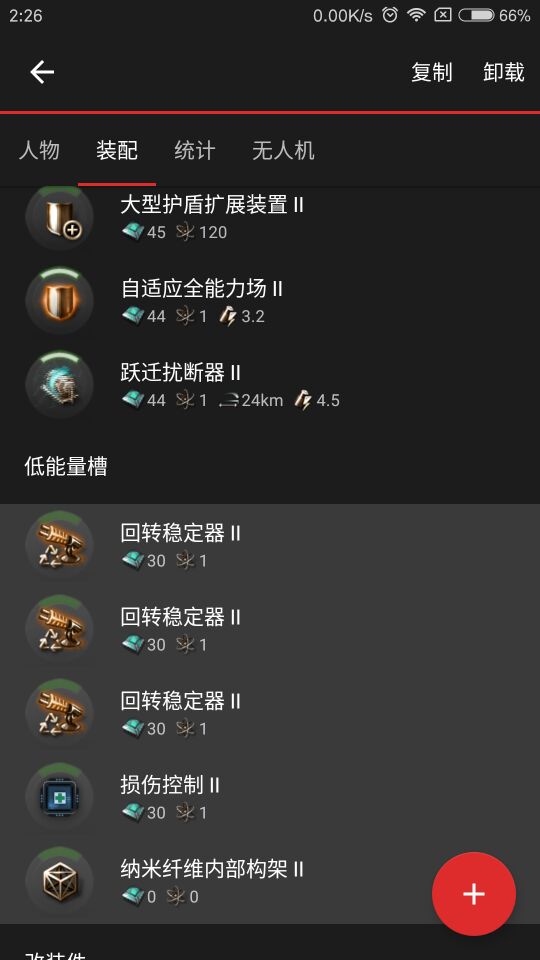 2:26 0.00K/s 66%
复制 卸载
人物 装配 统计 无人机
大型护盾扩展装置 II
45 120
自适应全能力场 II
44 1 3.2
跃迁扰断器 II
44 1 24km 4.5
低能量槽
回转稳定器 II
30 1
回转稳定器 II
30 1
回转稳定器 II
30 1
损伤控制 II
30 1
纳米纤维内部构架 II
0 0
改装件